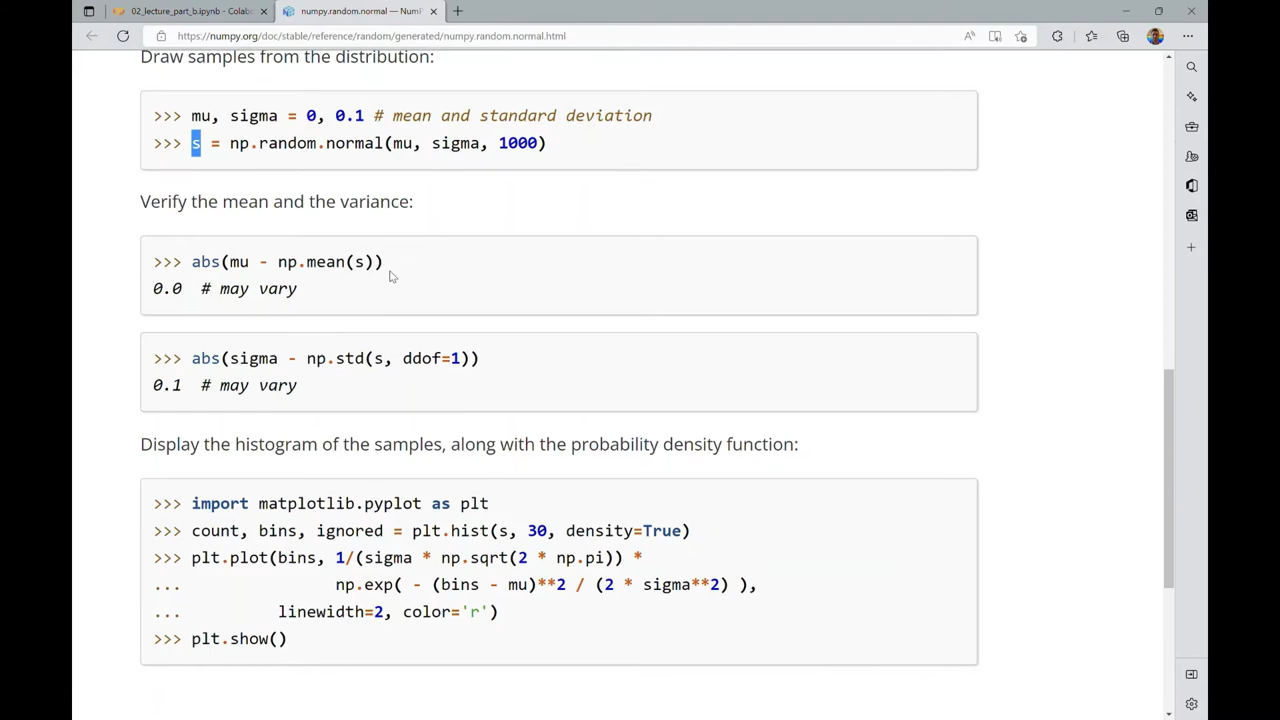 02_lecture_part_b.ipynb - Colab
numpy.random.normal — NumP
https://numpy.org/doc/stable/reference/random/generated/numpy.random.normal.html
Draw samples from the distribution:
>>> mu, sigma = 0, 0.1 # mean and standard deviation
>>> s = np.random.normal(mu, sigma, 1000)
Verify the mean and the variance:
>>> abs(mu - np.mean(s))
0.0  # may vary
>>> abs(sigma - np.std(s, ddof=1))
0.1  # may vary
Display the histogram of the samples, along with the probability density function:
>>> import matplotlib.pyplot as plt
>>> count, bins, ignored = plt.hist(s, 30, density=True)
>>> plt.plot(bins, 1/(sigma * np.sqrt(2 * np.pi)) *
...                np.exp( - (bins - mu)**2 / (2 * sigma**2) ),
...          linewidth=2, color='r')
>>> plt.show()